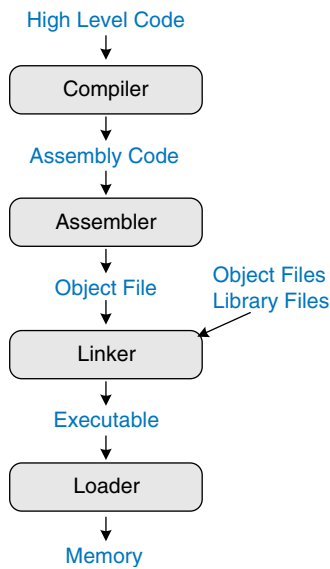 High Level Code
Compiler
Assembly Code
Assembler
Object File
Object Files
Library Files
Linker
Executable
Loader
Memory